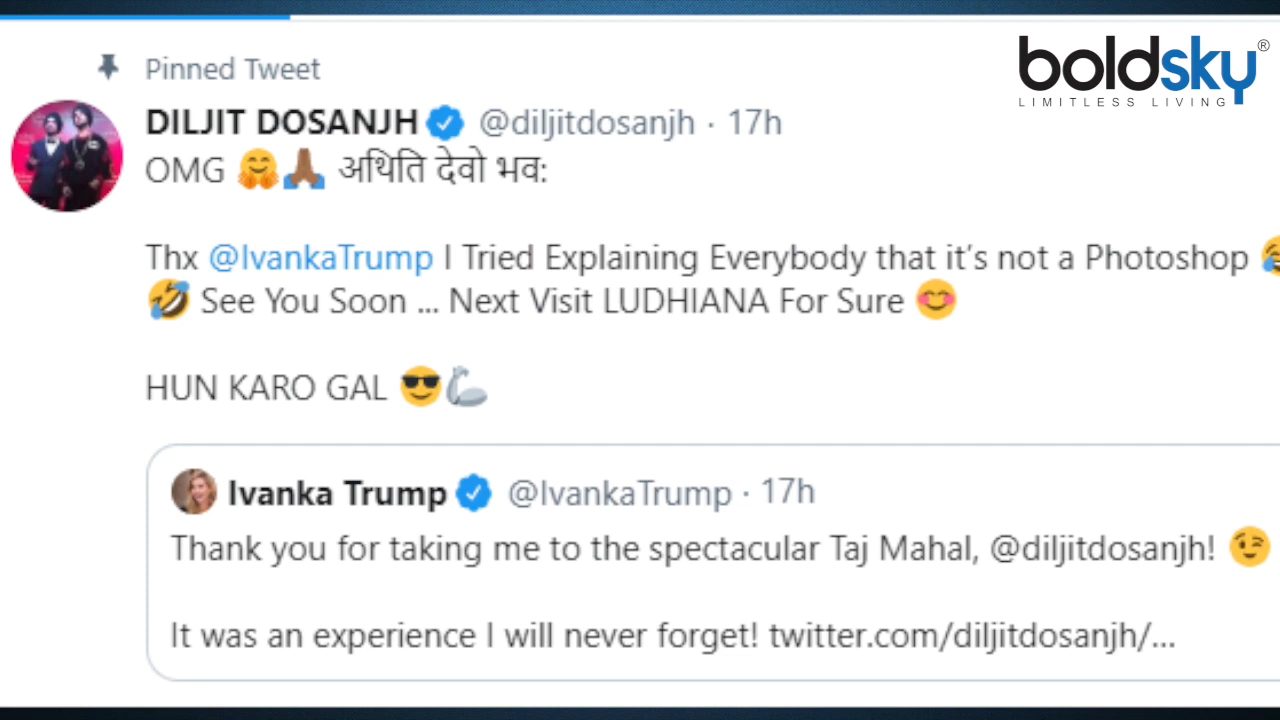 boldsky®
LIMITLESS LIVING
Pinned Tweet
DILJIT DOSANJH @diljitdosanjh · 17h
OMG 🤗🙏🏾 अथिति देवो भव:
Thx @IvankaTrump I Tried Explaining Everybody that it's not a Photoshop 😂
🤣 See You Soon ... Next Visit LUDHIANA For Sure 😊
HUN KARO GAL 😎🦾
Ivanka Trump @IvankaTrump · 17h
Thank you for taking me to the spectacular Taj Mahal, @diljitdosanjh! 😉
It was an experience I will never forget! twitter.com/diljitdosanjh/...